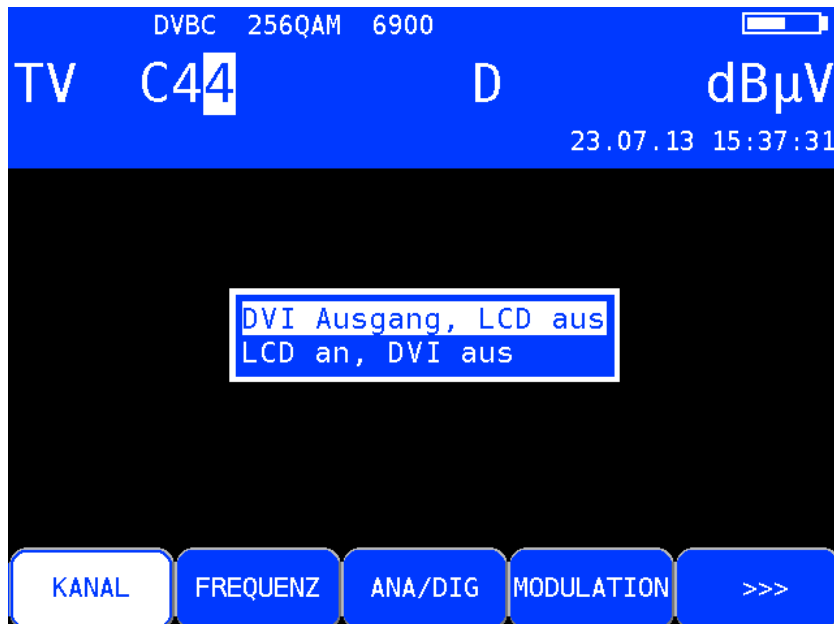 DVBC 256QAM 6900
TV C44 D dBµV
23.07.13 15:37:31
DVI Ausgang, LCD aus
LCD an, DVI aus
KANAL FREQUENZ ANA/DIG MODULATION >>>